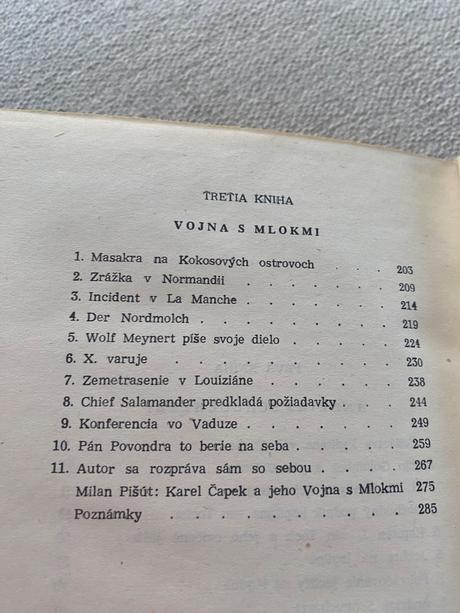 TRETIA KNIHA
VOJNA S MLOKMI
1. Masakra na Kokosových ostrovoch . . . 203
2. Zrážka v Normandii . . . . . . . 209
3. Incident v La Manche . . . . . . 214
4. Der Nordmolch . . . . . . . . 219
5. Wolf Meynert píše svoje dielo . . . . 224
6. X. varuje . . . . . . . . . 230
7. Zemetrasenie v Louiziáne . . . . . 238
8. Chief Salamander predkladá požiadavky . . 244
9. Konferencia vo Vaduze . . . . . . 249
10. Pán Povondra to berie na seba . . . . 259
11. Autor sa rozpráva sám so sebou . . . . 267
Milan Pišút: Karel Čapek a jeho Vojna s Mlokmi 275
Poznámky . . . . . . . . . . 285